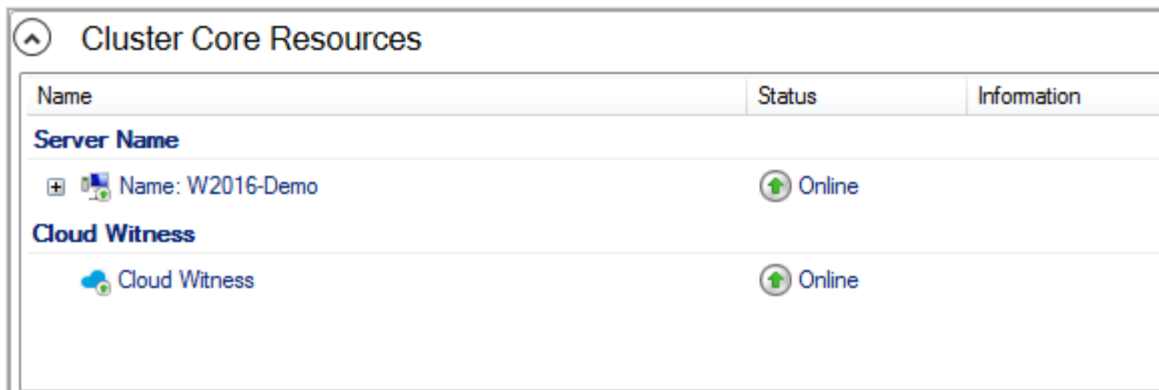 Cluster Core Resources
Name Status Information
Server Name
Name: W2016-Demo Online
Cloud Witness
Cloud Witness Online